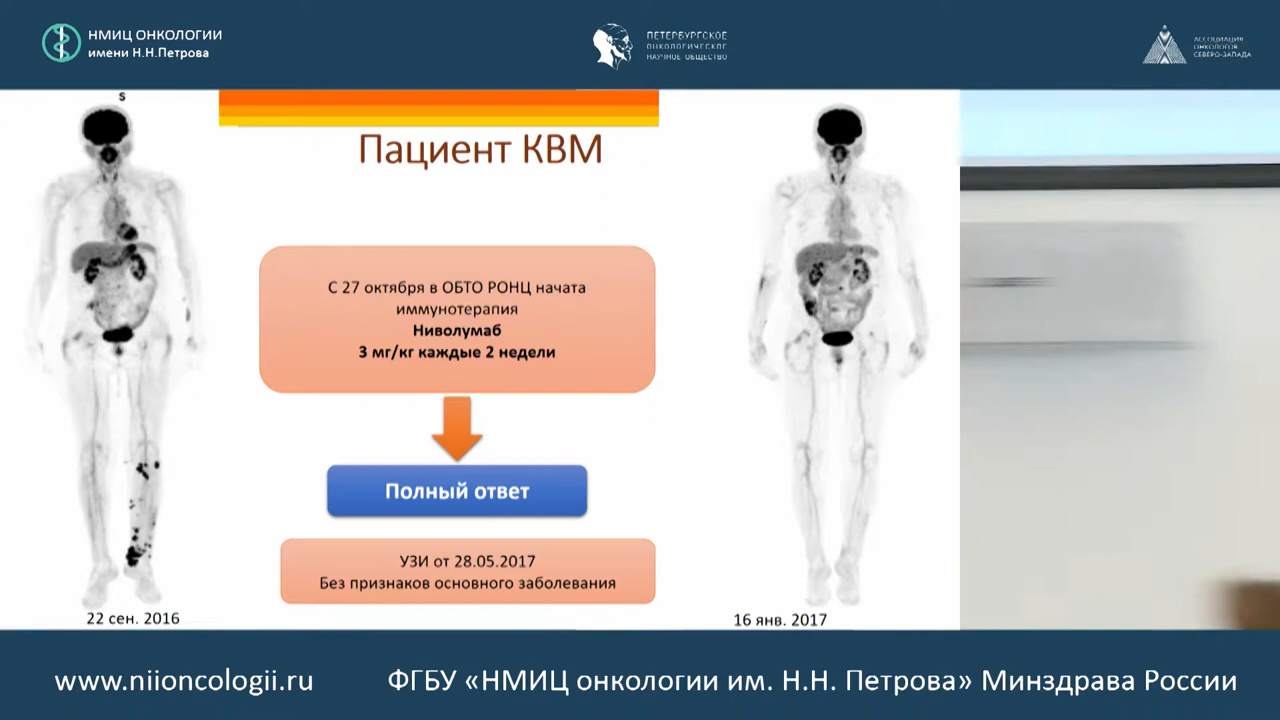 НМИЦ ОНКОЛОГИИ
имени Н.Н.Петрова
ПЕТЕРБУРГСКОЕ
ОНКОЛОГИЧЕСКОЕ
НАУЧНОЕ ОБЩЕСТВО
АССОЦИАЦИЯ
ОНКОЛОГОВ
СЕВЕРО-ЗАПАДА
S
Пациент КВМ
С 27 октября в ОБТО РОНЦ начата
иммунотерапия
Ниволумаб
3 мг/кг каждые 2 недели
Полный ответ
УЗИ от 28.05.2017
Без признаков основного заболевания
22 сен. 2016
16 янв. 2017
www.niioncologii.ru
ФГБУ «НМИЦ онкологии им. Н.Н. Петрова» Минздрава России